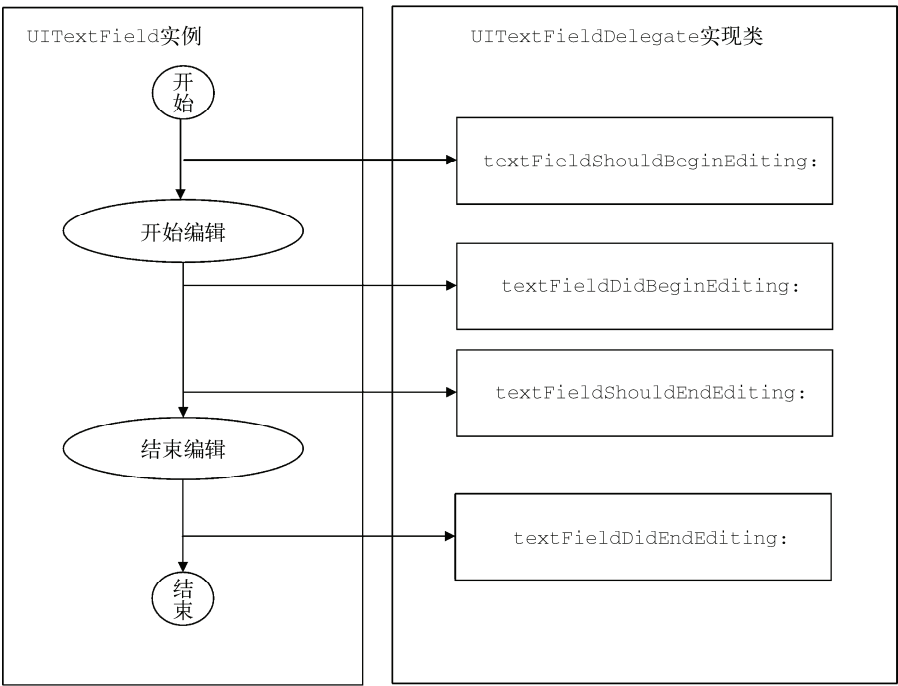 UITextField实例
UITextFieldDelegate实现类
开始
textFieldShouldBeginEditing:
开始编辑
textFieldDidBeginEditing:
textFieldShouldEndEditing:
结束编辑
textFieldDidEndEditing:
结束